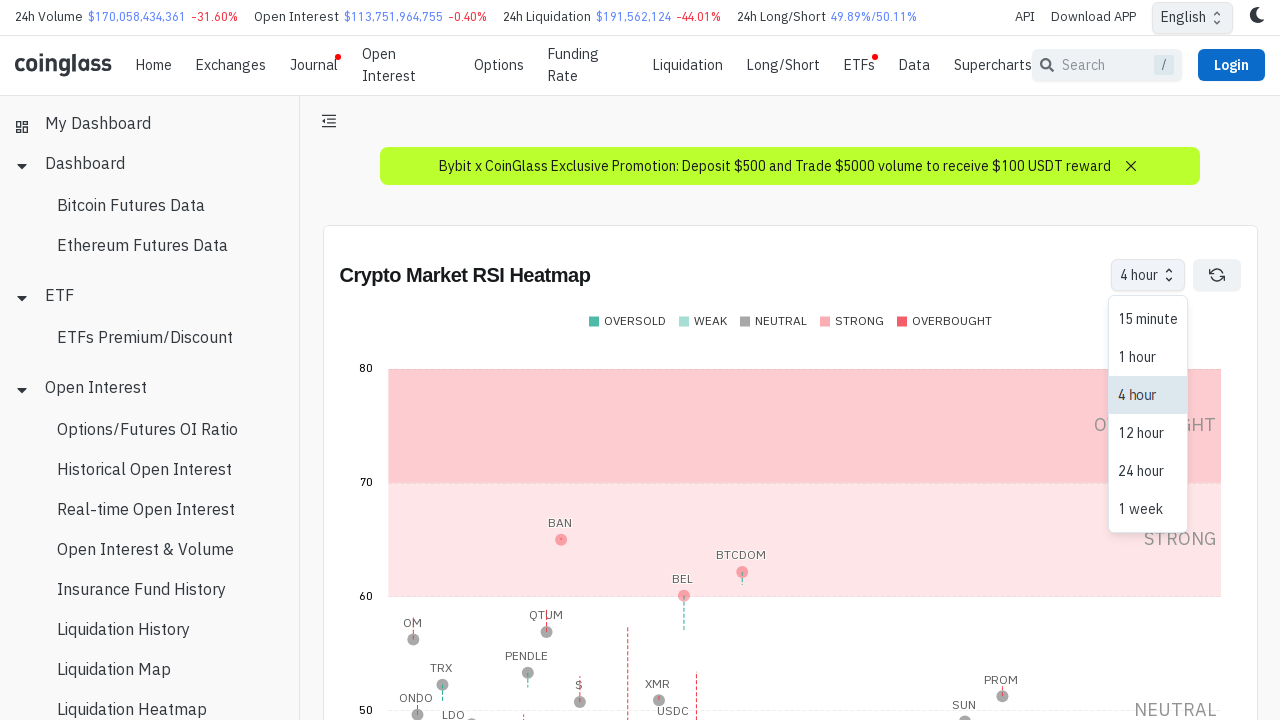 24h Volume $170,058,434,361 -31.60% Open Interest $113,751,964,755 -0.40% 24h Liquidation $191,562,124 -44.01% 24h Long/Short 49.89%/50.11% API Download APP English
coinglass Home Exchanges Journal Open Interest Options Funding Rate Liquidation Long/Short ETFs Data Supercharts Search / Login
My Dashboard
Dashboard
Bitcoin Futures Data
Ethereum Futures Data
ETF
ETFs Premium/Discount
Open Interest
Options/Futures OI Ratio
Historical Open Interest
Real-time Open Interest
Open Interest & Volume
Insurance Fund History
Liquidation History
Liquidation Map
Liquidation Heatmap
Bybit x CoinGlass Exclusive Promotion: Deposit $500 and Trade $5000 volume to receive $100 USDT reward
Crypto Market RSI Heatmap
4 hour
15 minute
1 hour
4 hour
12 hour
24 hour
1 week
OVERSOLD WEAK NEUTRAL STRONG OVERBOUGHT
80
70
BAN
STRONG
BTCDOM
BEL
60
QTUM
OM
PENDLE
TRX
S
XMR
PROM
ONDO
SUN
USDC
LDO
50
NEUTRAL